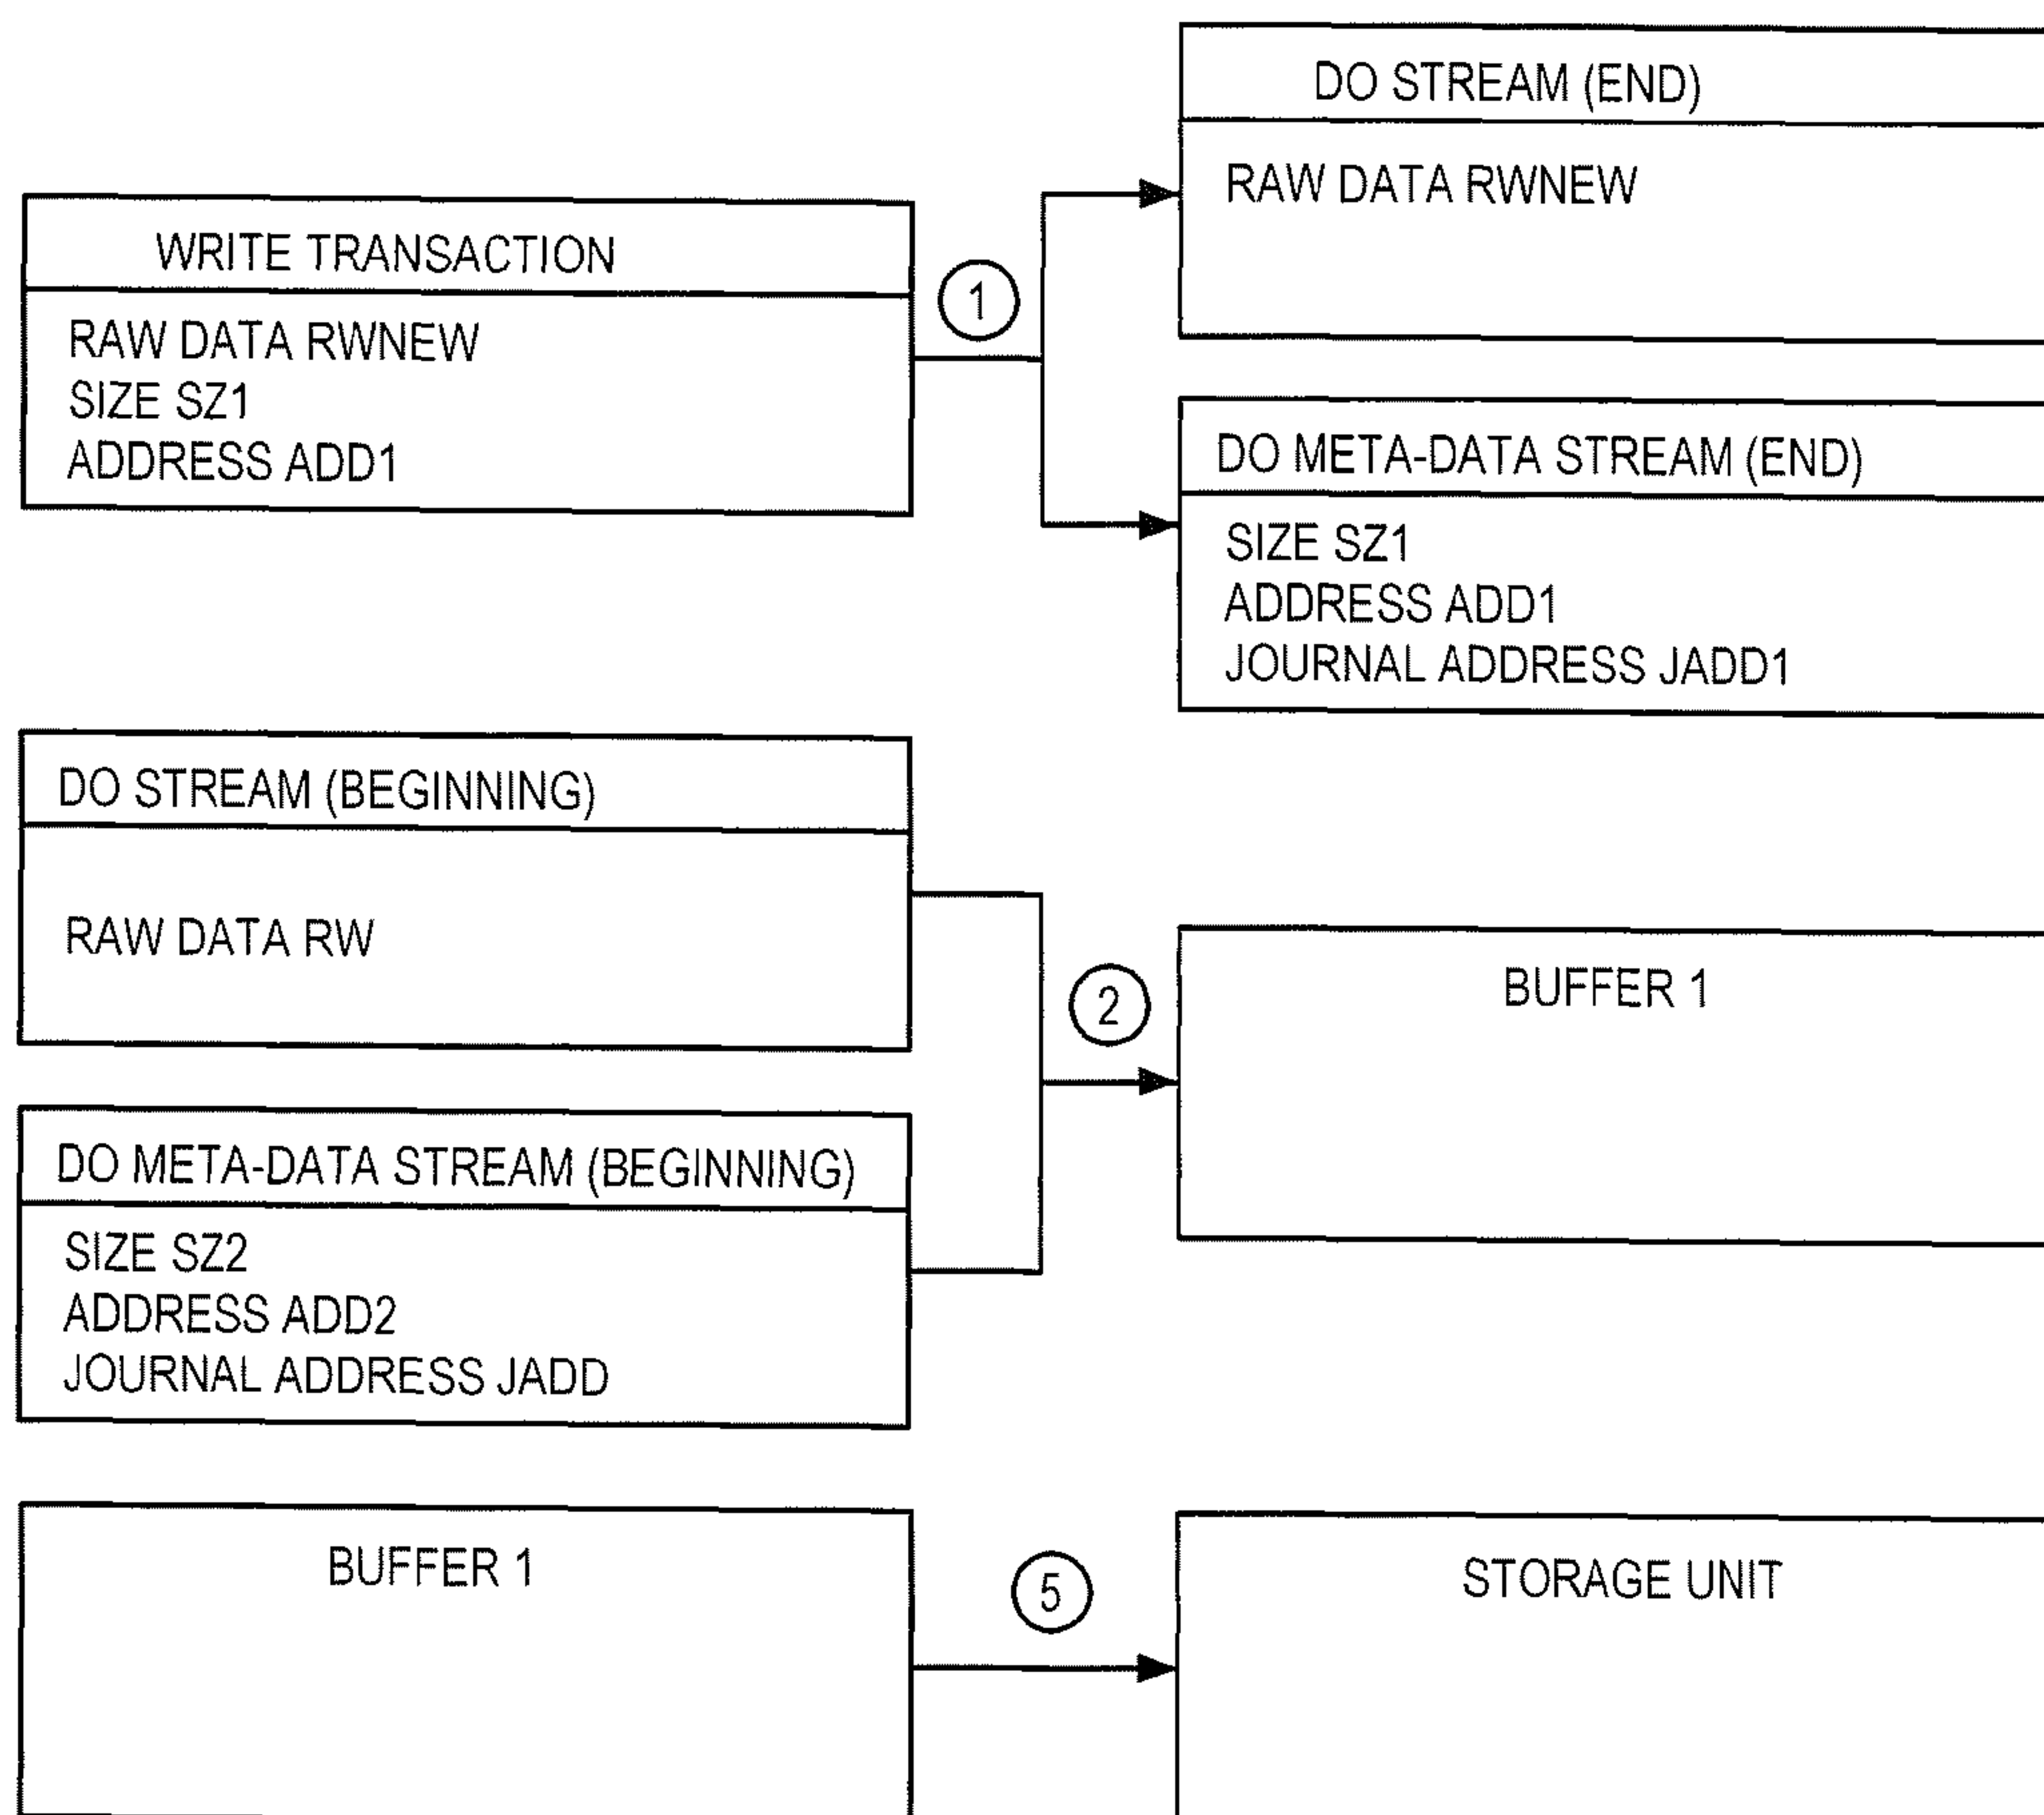 DO STREAM (END)
RAW DATA RWNEW
WRITE TRANSACTION
RAW DATA RWNEW
SIZE SZ1
ADDRESS ADD1
1
DO META-DATA STREAM (END)
SIZE SZ1
ADDRESS ADD1
JOURNAL ADDRESS JADD1
DO STREAM (BEGINNING)
RAW DATA RW
2
BUFFER 1
DO META-DATA STREAM (BEGINNING)
SIZE SZ2
ADDRESS ADD2
JOURNAL ADDRESS JADD
BUFFER 1
5
STORAGE UNIT